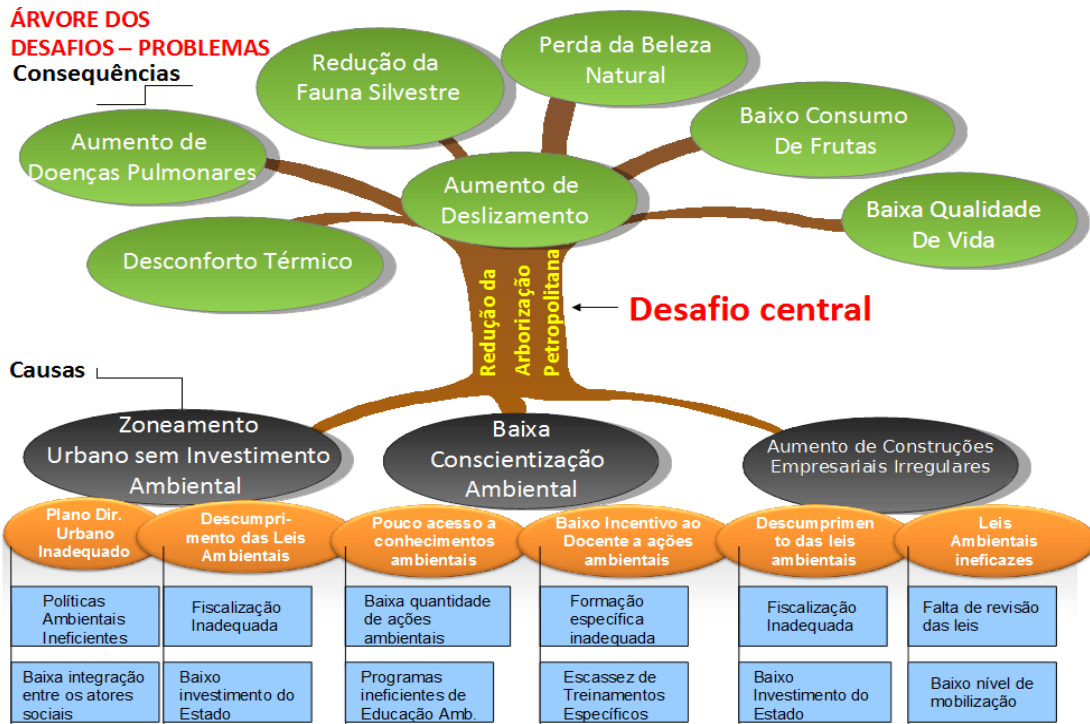 ÁRVORE DOS
DESAFIOS – PROBLEMAS
Consequências
Redução da
Fauna Silvestre
Perda da Beleza
Natural
Baixo Consumo
De Frutas
Aumento de
Doenças Pulmonares
Aumento de
Deslizamento
Baixa Qualidade
De Vida
Desconforto Térmico
Redução da
Arborização
Petropolitana
Desafio central
Causas
Zoneamento
Urbano sem Investimento
Ambiental
Baixa
Conscientização
Ambiental
Aumento de Construções
Empresariais Irregulares
Plano Dir.
Urbano
Inadequado
Descumpri-
mento das Leis
Ambientais
Pouco acesso a
conhecimentos
ambientais
Baixo Incentivo ao
Docente a ações
ambientais
Descumprimen
to das leis
ambientais
Leis
Ambientais
ineficazes
Políticas
Ambientais
Ineficientes
Fiscalização
Inadequada
Baixa quantidade
de ações
ambientais
Formação
específica
inadequada
Fiscalização
Inadequada
Falta de revisão
das leis
Baixa integração
entre os atores
sociais
Baixo
investimento do
Estado
Programas
ineficientes de
Educação Amb.
Escassez de
Treinamentos
Específicos
Baixo
Investimento do
Estado
Baixo nível de
mobilização